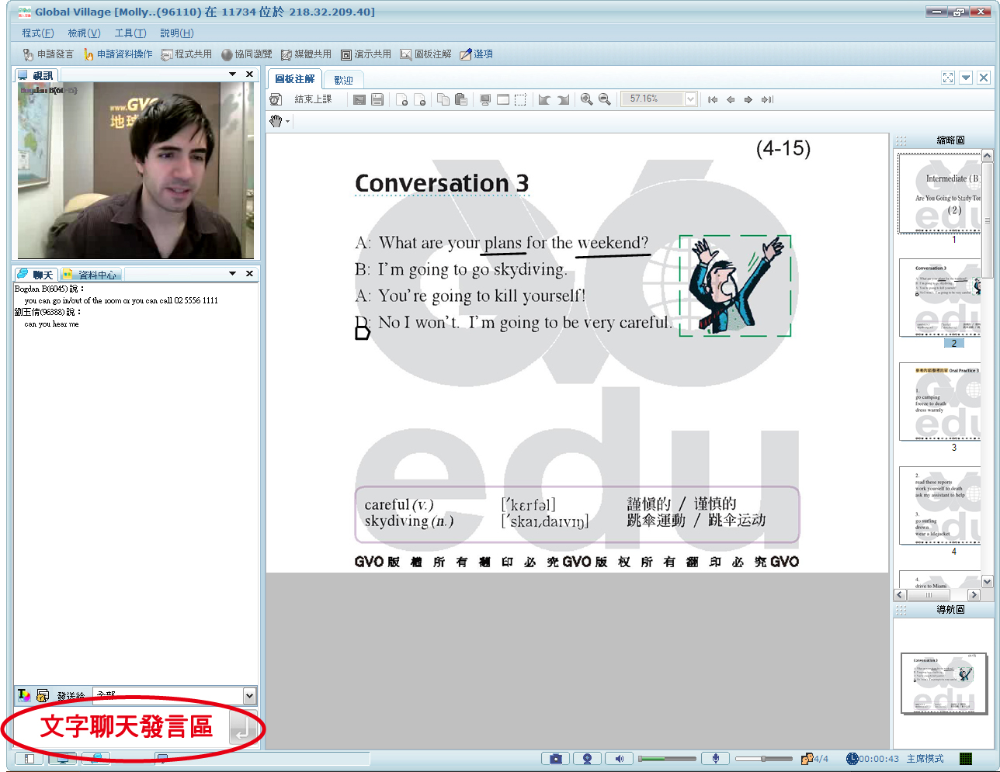 Global Village [Molly..(96110) 在 11734 位於 218.32.209.40]
程式(F) 檢視(V) 工具(T) 說明(H)
申請發言 申請資料操作 程式共用 協同瀏覽 媒體共用 演示共用 圖板注解 選項
視訊
www.GVO
地球
圖板注解 歡迎
結束上課 57.16%
(4-15)
Conversation 3
A: What are your plans for the weekend?
B: I'm going to go skydiving.
A: You're going to kill yourself!
D: No I won't. I'm going to be very careful.
careful (v.) [ˊkɛrfəl] 謹慎的 / 谨慎的
skydiving (n.) [ˊskaɪˏdaɪvɪŋ] 跳傘運動 / 跳伞运动
GVO 版 權 所 有 翻 印 必 究 GVO 版 权 所 有 翻 印 必 究 GVO
聊天 資料中心
Bogdan B(6045) 說：
you can go in/out of the room or you can call 02 5556 1111
劉玉倩(96388) 說：
can you hear me
發送給 全部
文字聊天發言區
縮略圖
Intermediate ( B
Are You Going to Study
( 2 )
1
Conversation 3
2
Oral Practice 3
1.
go camping
freeze to death
dress warmly
3
2.
read these reports
work yourself to death
ask my assistant to help
3.
go surfing
drown
wear a lifejacket
4
4.
drive to Miami
導航圖
Conversation 3
(4-15)
4/4 00:00:43 主席模式